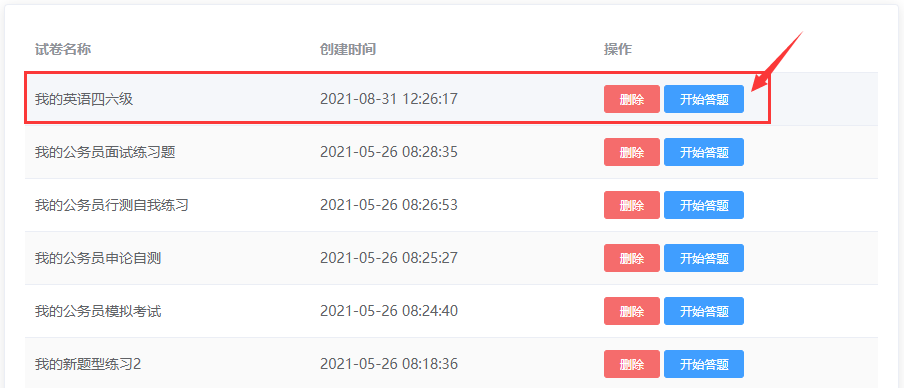 试卷名称 创建时间 操作
我的英语四六级 2021-08-31 12:26:17 删除 开始答题
我的公务员面试练习题 2021-05-26 08:28:35 删除 开始答题
我的公务员行测自我练习 2021-05-26 08:26:53 删除 开始答题
我的公务员申论自测 2021-05-26 08:25:27 删除 开始答题
我的公务员模拟考试 2021-05-26 08:24:40 删除 开始答题
我的新题型练习2 2021-05-26 08:18:36 删除 开始答题